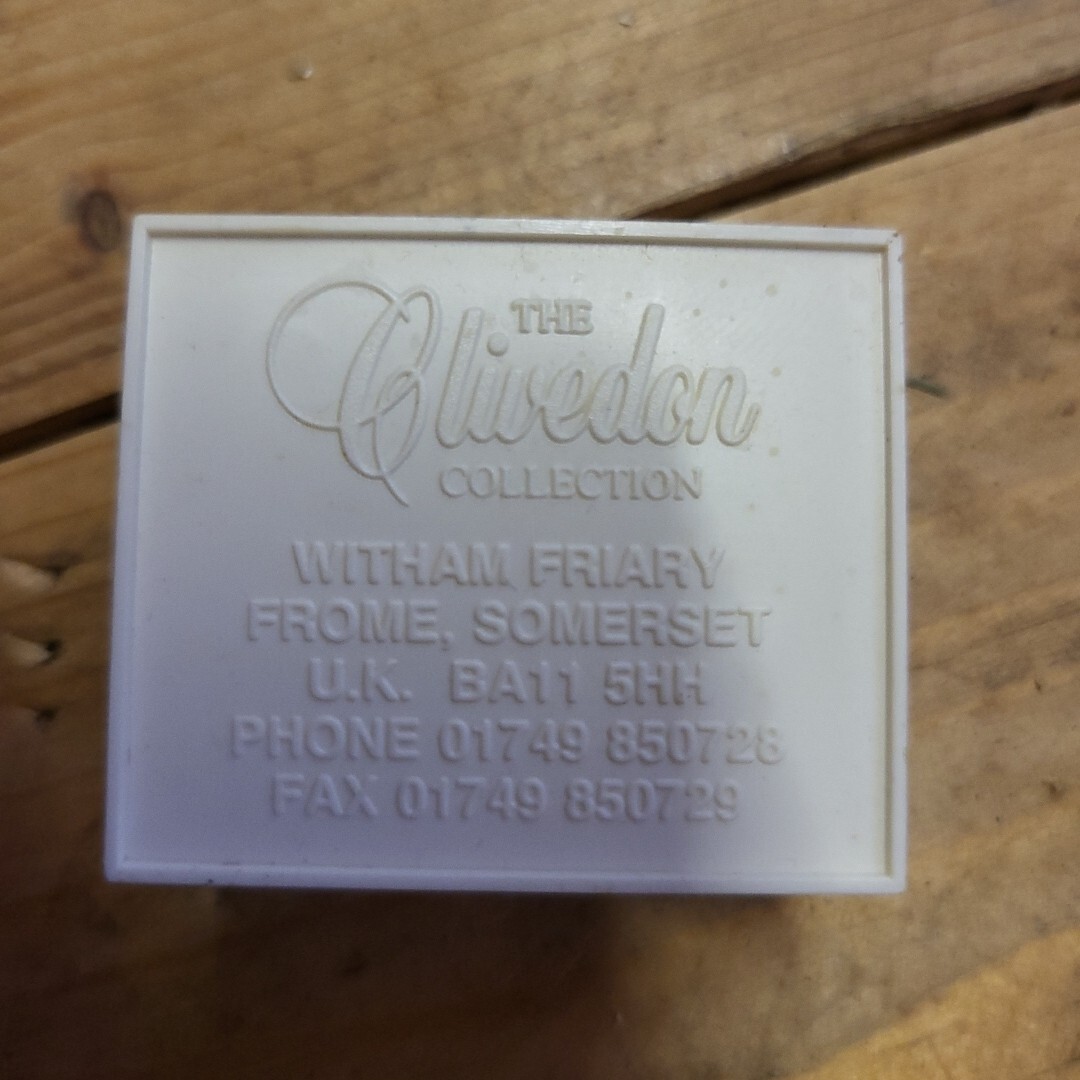 THE
Clivedon
COLLECTION
WITHAM FRIARY
FROME, SOMERSET
U.K. BA11 5HH
PHONE 01749 850728
FAX 01749 850729